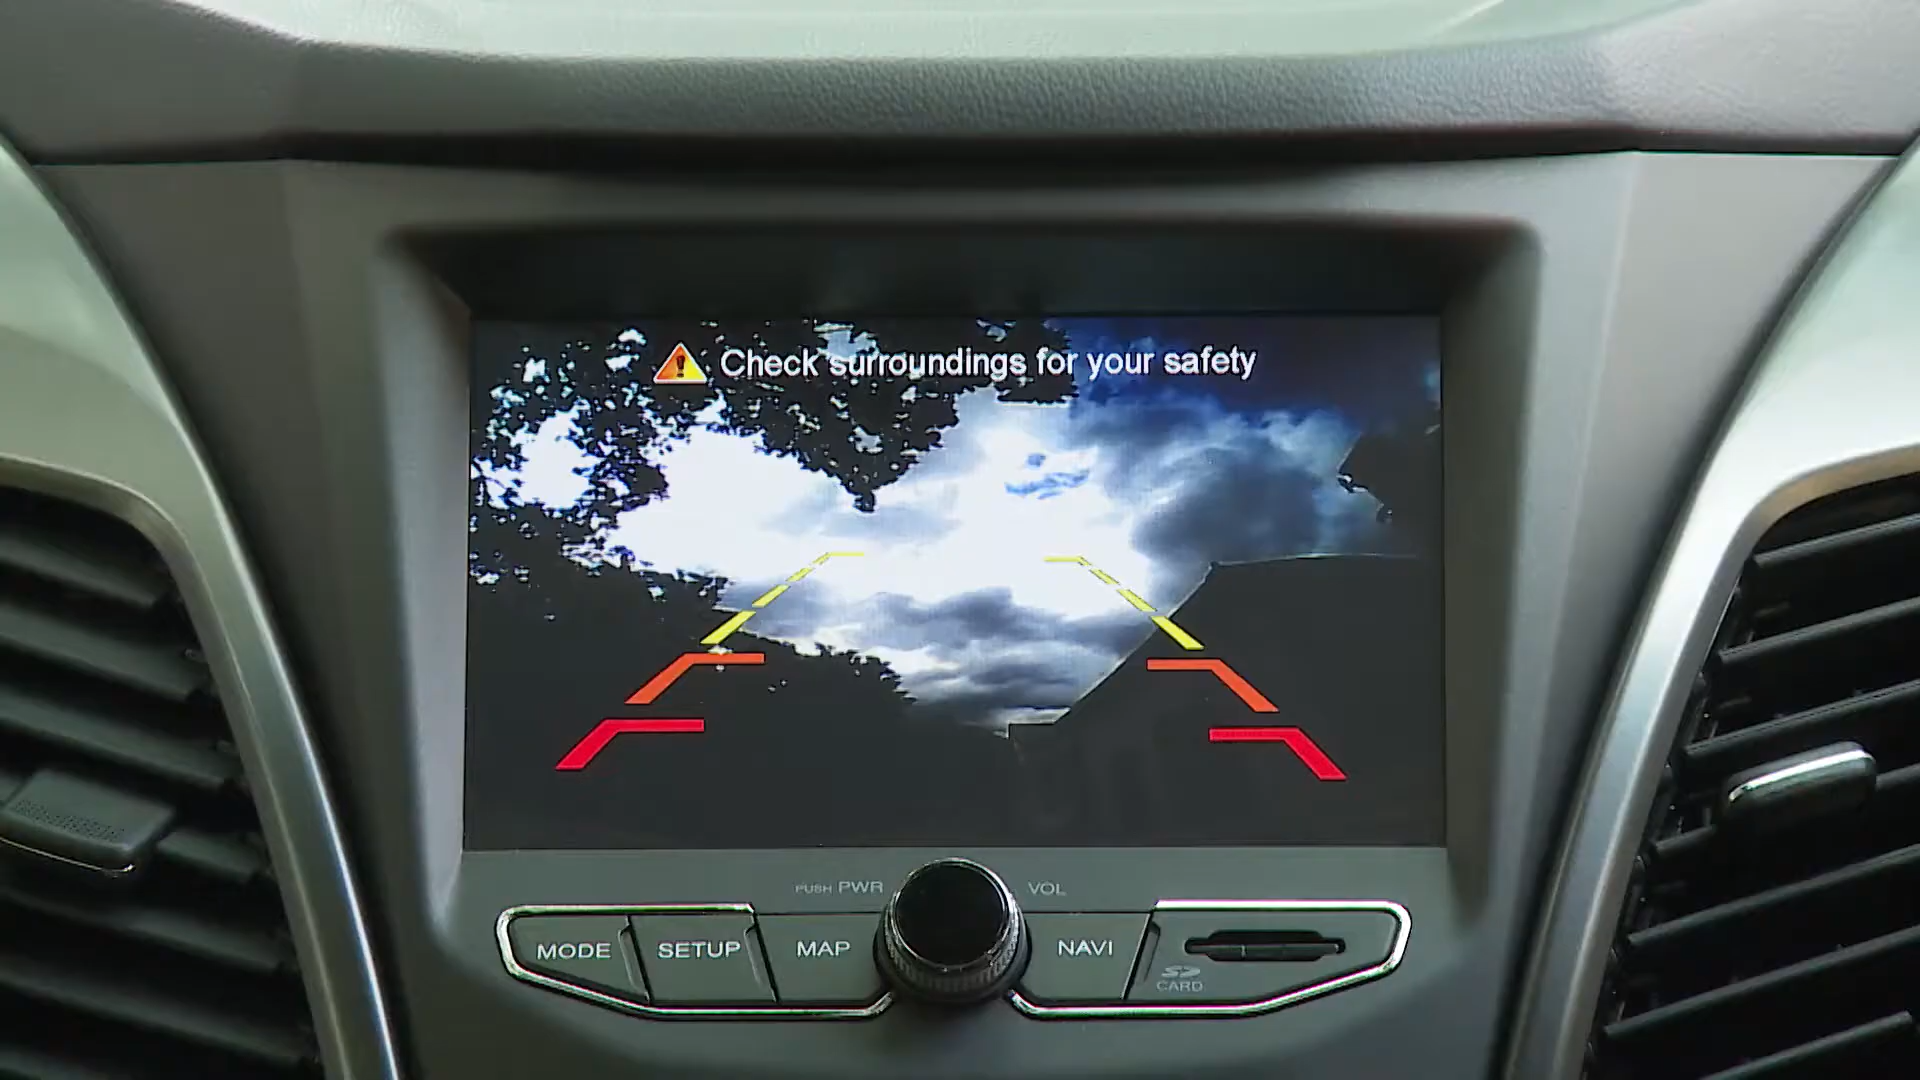 Check surroundings for your safety
PUSH PWR
VOL
MODE
SETUP
MAP
NAVI
SD
CARD